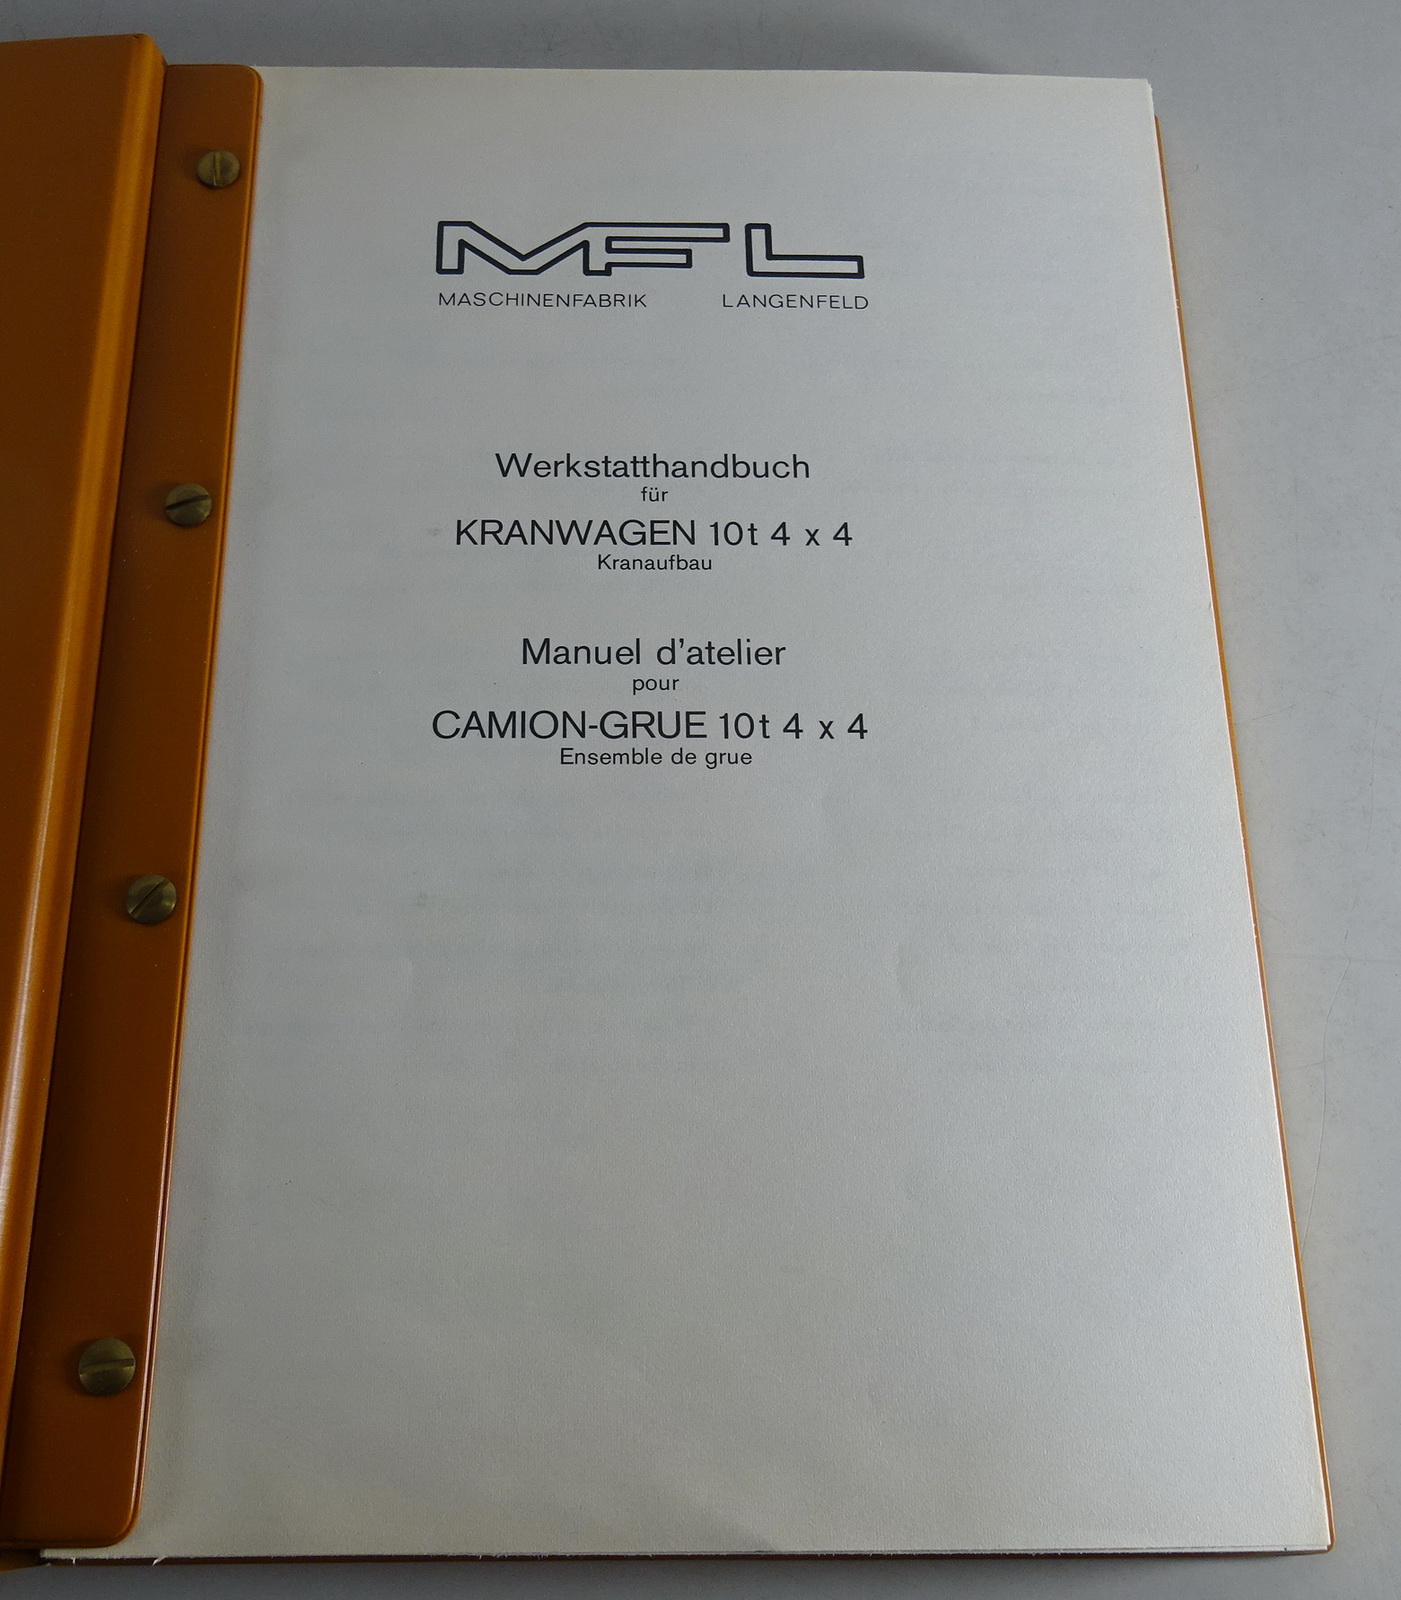 MFL
MASCHINENFABRIK LANGENFELD
Werkstatthandbuch
für
KRANWAGEN 10t 4 x 4
Kranaufbau
Manuel d'atelier
pour
CAMION-GRUE 10t 4 x 4
Ensemble de grue